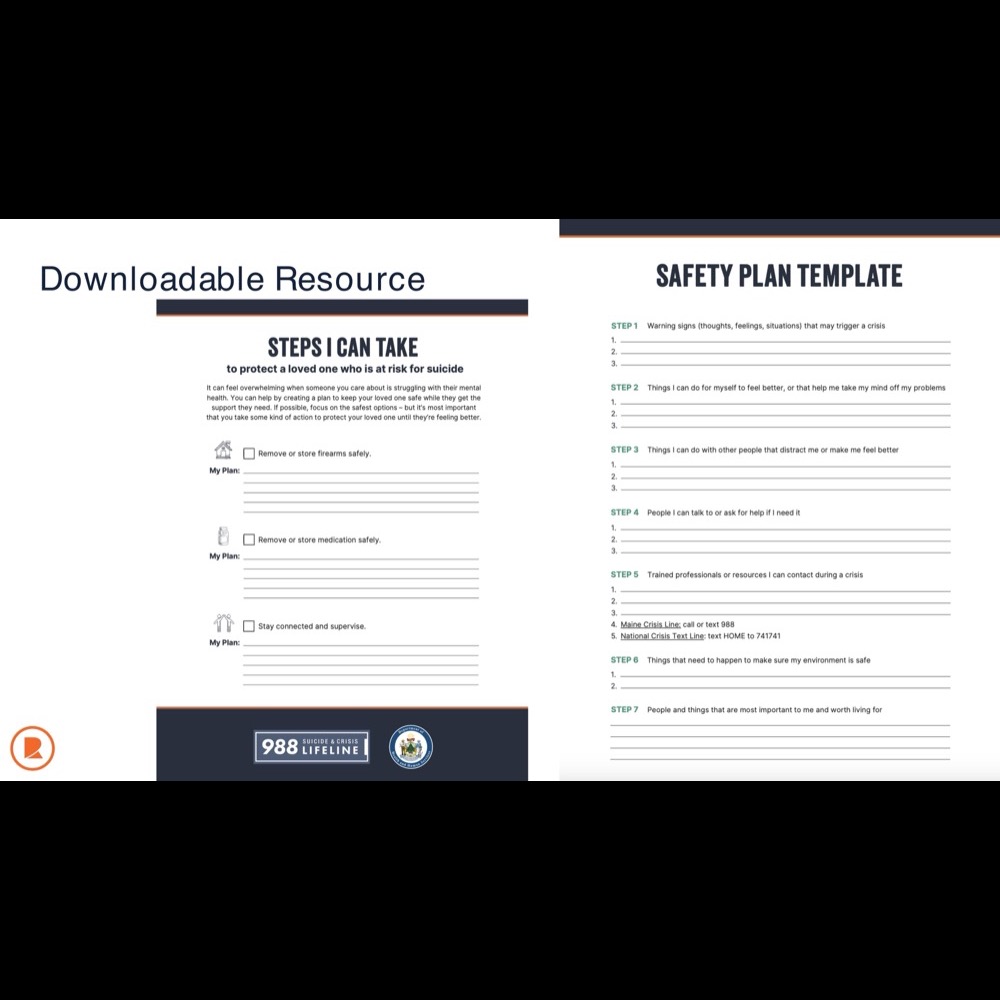 Downloadable Resource
STEPS I CAN TAKE
to protect a loved one who is at risk for suicide
It can feel overwhelming when someone you care about is struggling with their mental
health. You can help by creating a plan to keep your loved one safe while they get the
support they need. If possible, focus on the safest options – but it's most important
that you take some kind of action to protect your loved one until they're feeling better.
Remove or store firearms safely.
My Plan:
Remove or store medication safely.
My Plan:
Stay connected and supervise.
My Plan:
988 SUICIDE & CRISIS
LIFELINE
SAFETY PLAN TEMPLATE
STEP 1 Warning signs (thoughts, feelings, situations) that may trigger a crisis
1.
2.
3.
STEP 2 Things I can do for myself to feel better, or that help me take my mind off my problems
1.
2.
3.
STEP 3 Things I can do with other people that distract me or make me feel better
1.
2.
3.
STEP 4 People I can talk to or ask for help if I need it
1.
2.
3.
STEP 5 Trained professionals or resources I can contact during a crisis
1.
2.
3.
4. Maine Crisis Line: call or text 988
5. National Crisis Text Line: text HOME to 741741
STEP 6 Things that need to happen to make sure my environment is safe
1.
2.
STEP 7 People and things that are most important to me and worth living for